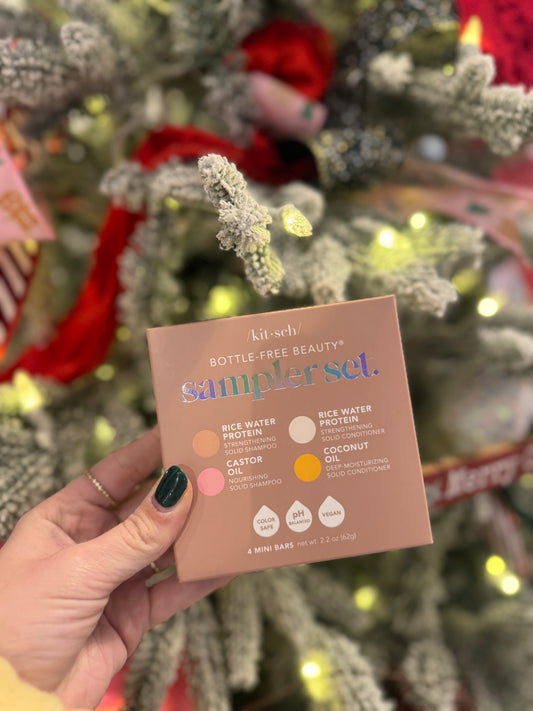 /kit·sch/
BOTTLE-FREE BEAUTY®
sampler set.
RICE WATER
PROTEIN
STRENGTHENING
SOLID SHAMPOO
RICE WATER
PROTEIN
STRENGTHENING
SOLID CONDITIONER
CASTOR
OIL
NOURISHING
SOLID SHAMPOO
COCONUT
OIL
DEEP-MOISTURIZING
SOLID CONDITIONER
COLOR
SAFE
pH
BALANCED
VEGAN
4 MINI BARS net wt. 2.2 oz (62g)
Merry